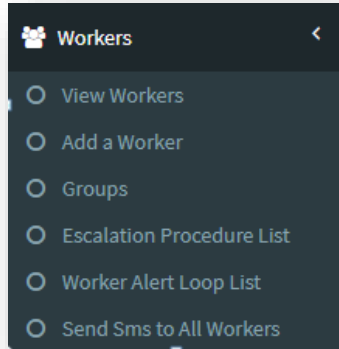 Workers
View Workers
Add a Worker
Groups
Escalation Procedure List
Worker Alert Loop List
Send Sms to All Workers